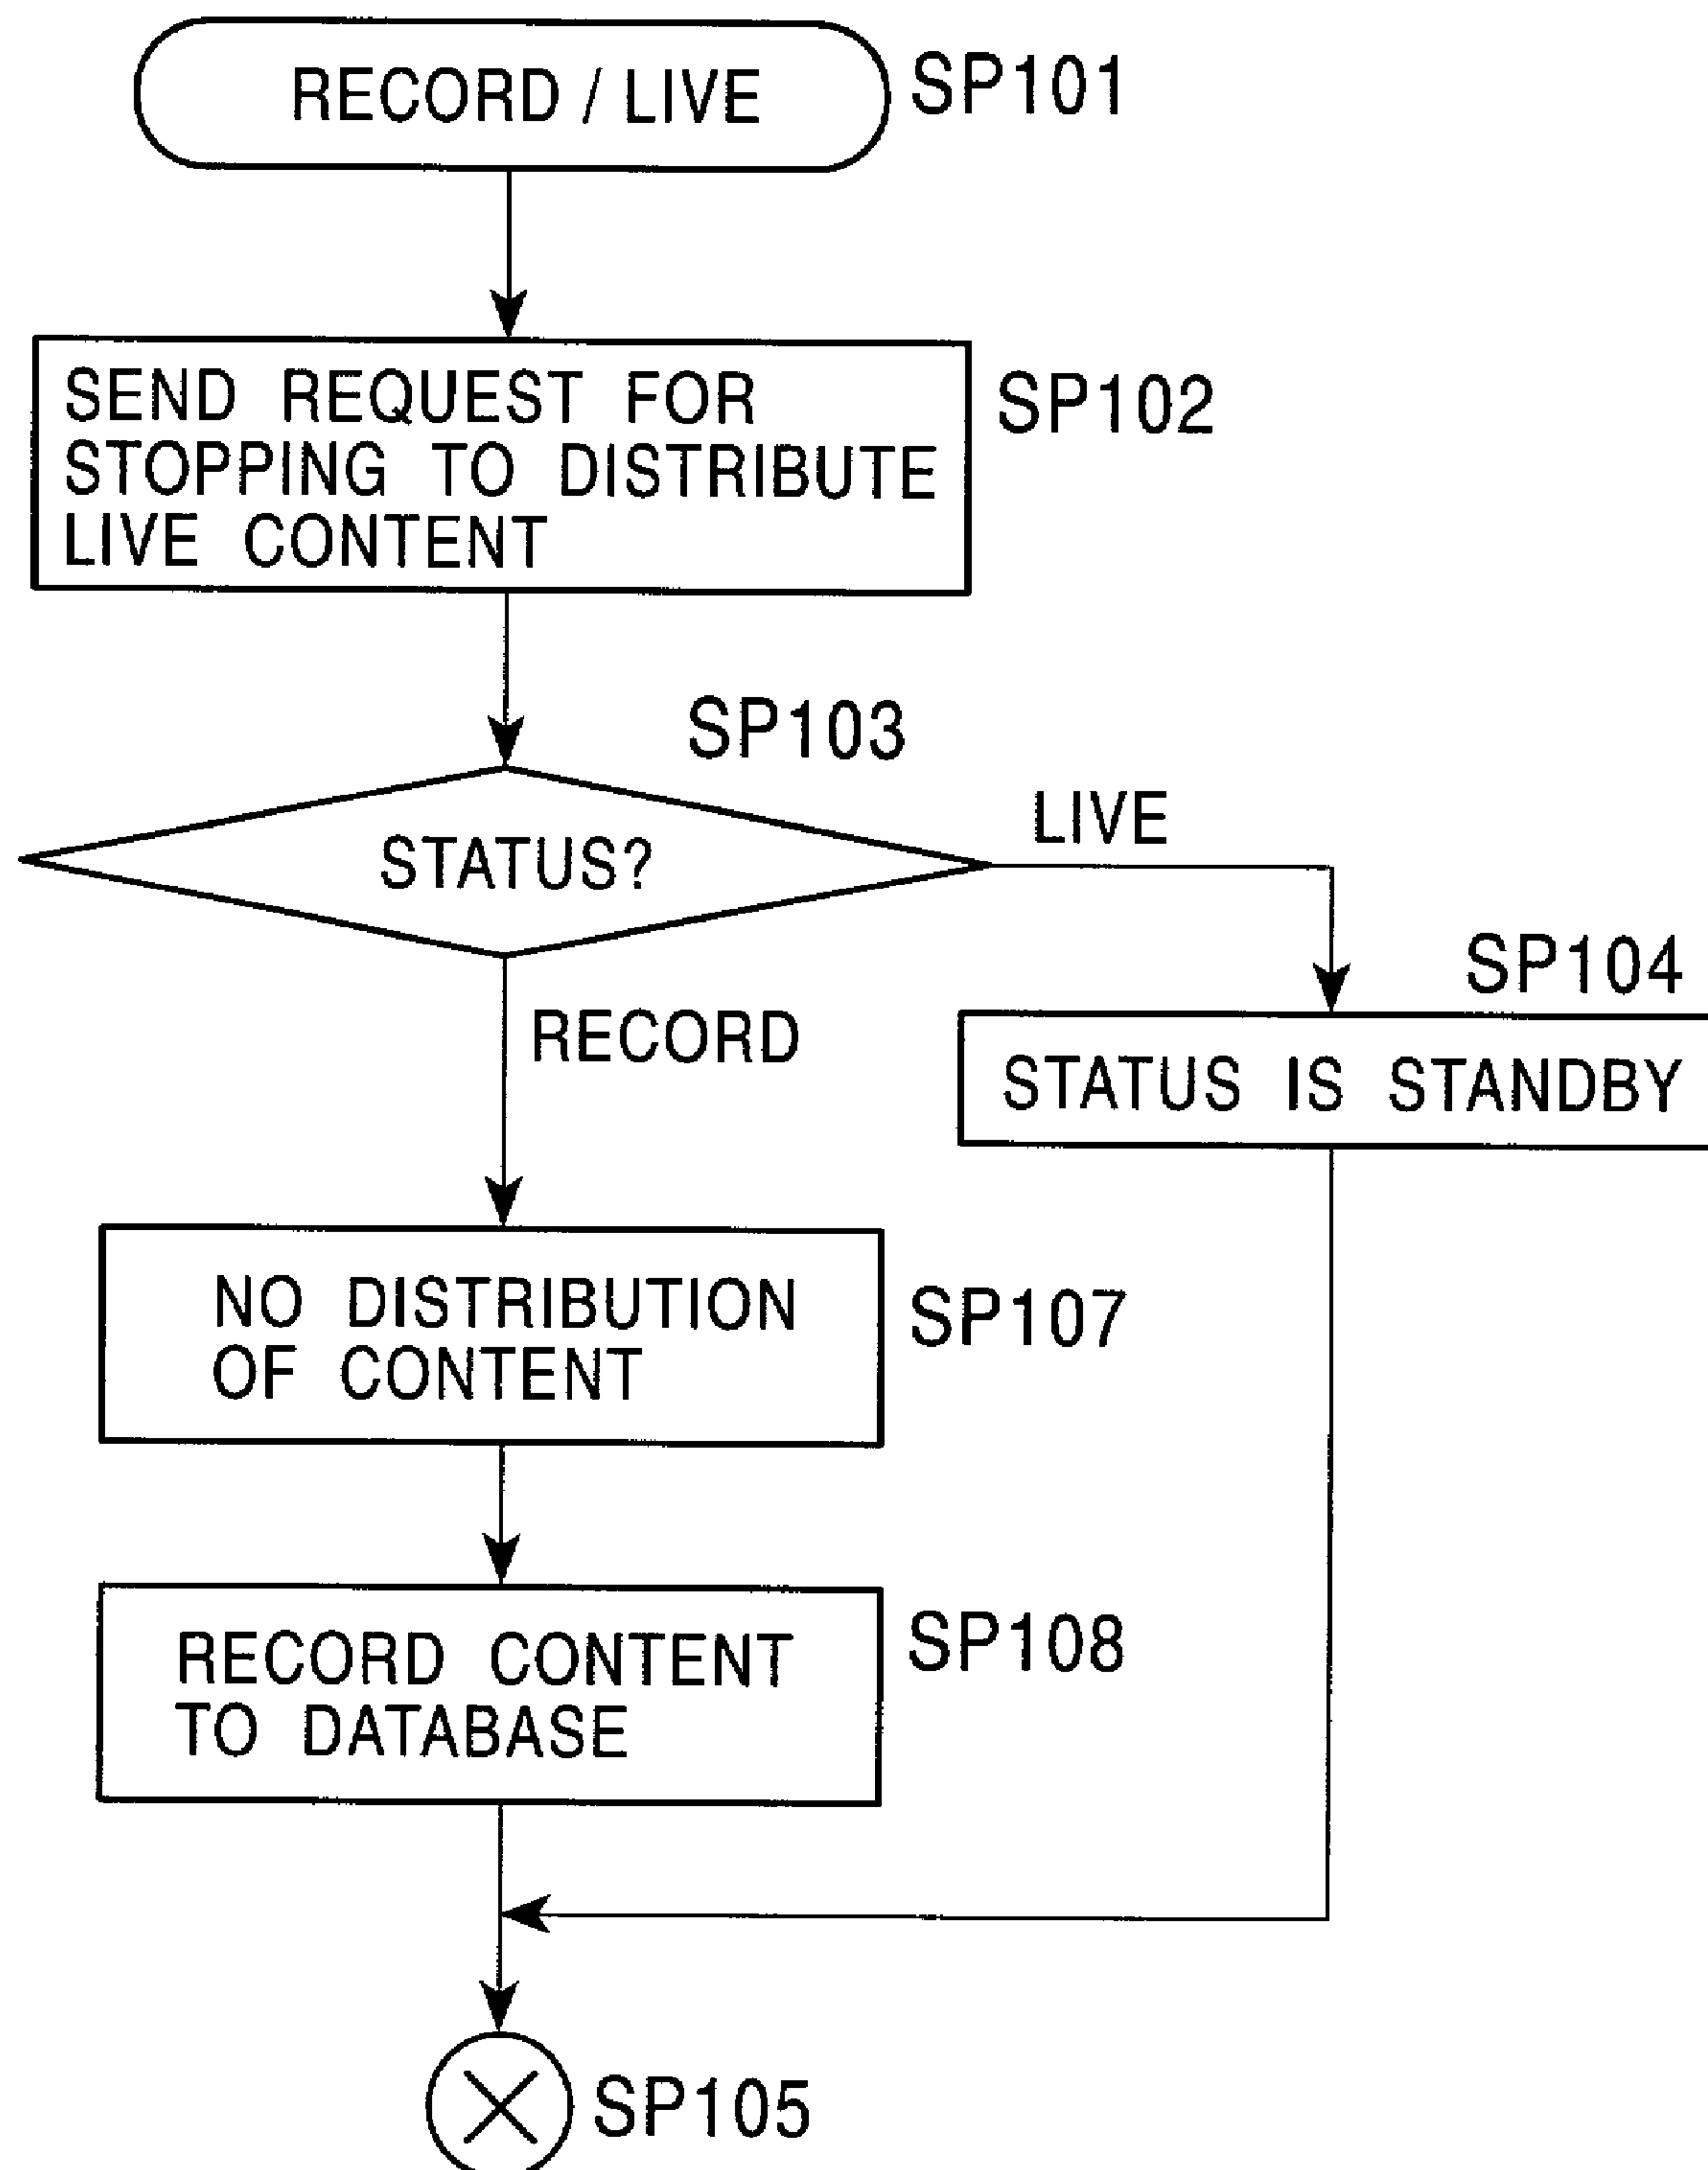 RECORD / LIVE
SP101
SEND REQUEST FOR
STOPPING TO DISTRIBUTE
LIVE CONTENT
SP102
SP103
STATUS?
LIVE
SP104
RECORD
STATUS IS STANDBY
NO DISTRIBUTION
OF CONTENT
SP107
RECORD CONTENT
TO DATABASE
SP108
SP105